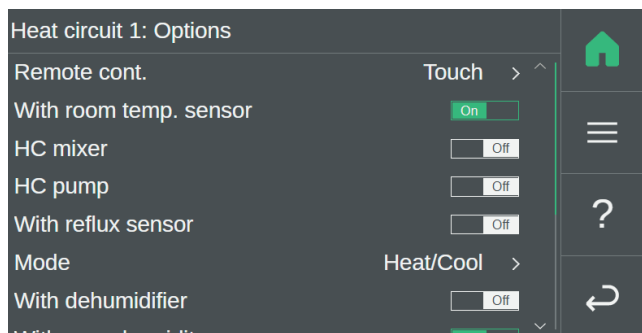 Heat circuit 1: Options
Remote cont. Touch >
With room temp. sensor On
HC mixer Off
HC pump Off
With reflux sensor Off
Mode Heat/Cool >
With dehumidifier Off
?